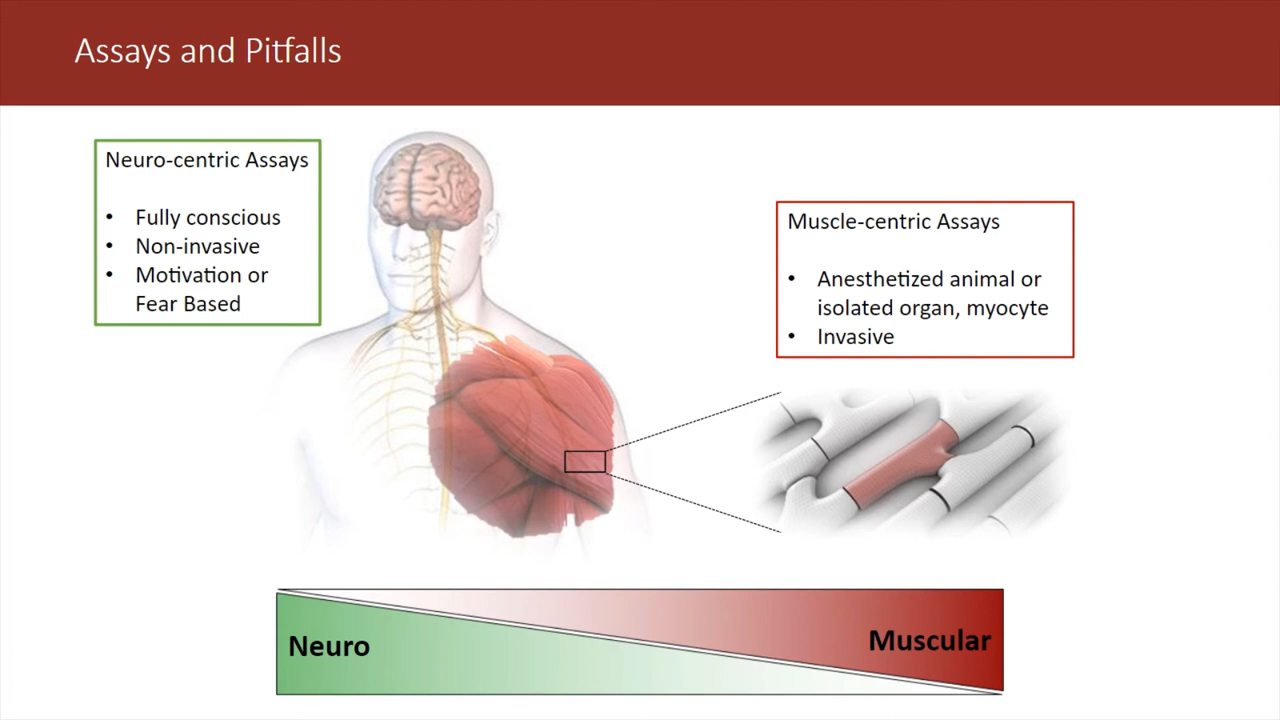 Assays and Pitfalls
Neuro-centric Assays
• Fully conscious
• Non-invasive
• Motivation or
Fear Based
Muscle-centric Assays
• Anesthetized animal or
isolated organ, myocyte
• Invasive
Neuro
Muscular